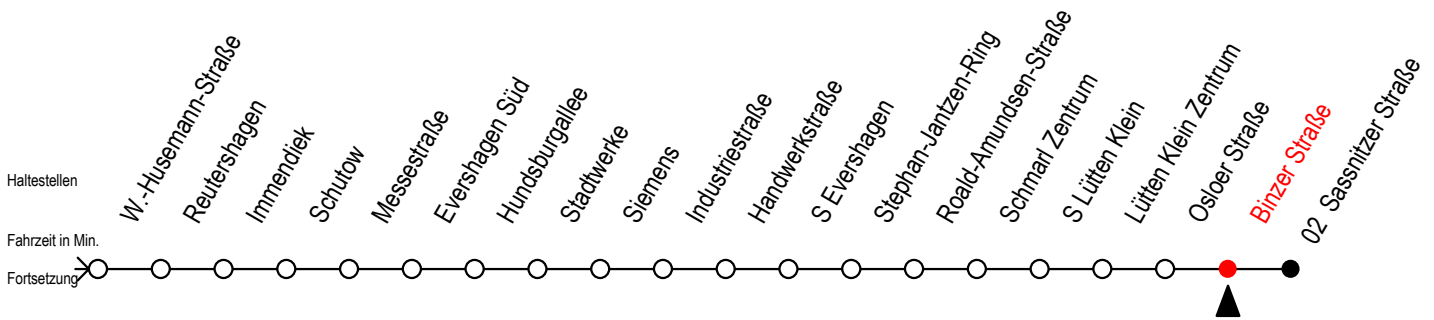 W.-Husemann-Straße
Reutershagen
Immendiek
Schutow
Messestraße
Evershagen Süd
Hundsburgallee
Stadtwerke
Siemens
Industriestraße
Handwerkstraße
S Evershagen
Stephan-Jantzen-Ring
Roald-Amundsen-Straße
Schmarl Zentrum
S Lütten Klein
Lütten Klein Zentrum
Osloer Straße
Binzer Straße
02 Sassnitzer Straße
Haltestellen
Fahrzeit in Min.
Fortsetzung